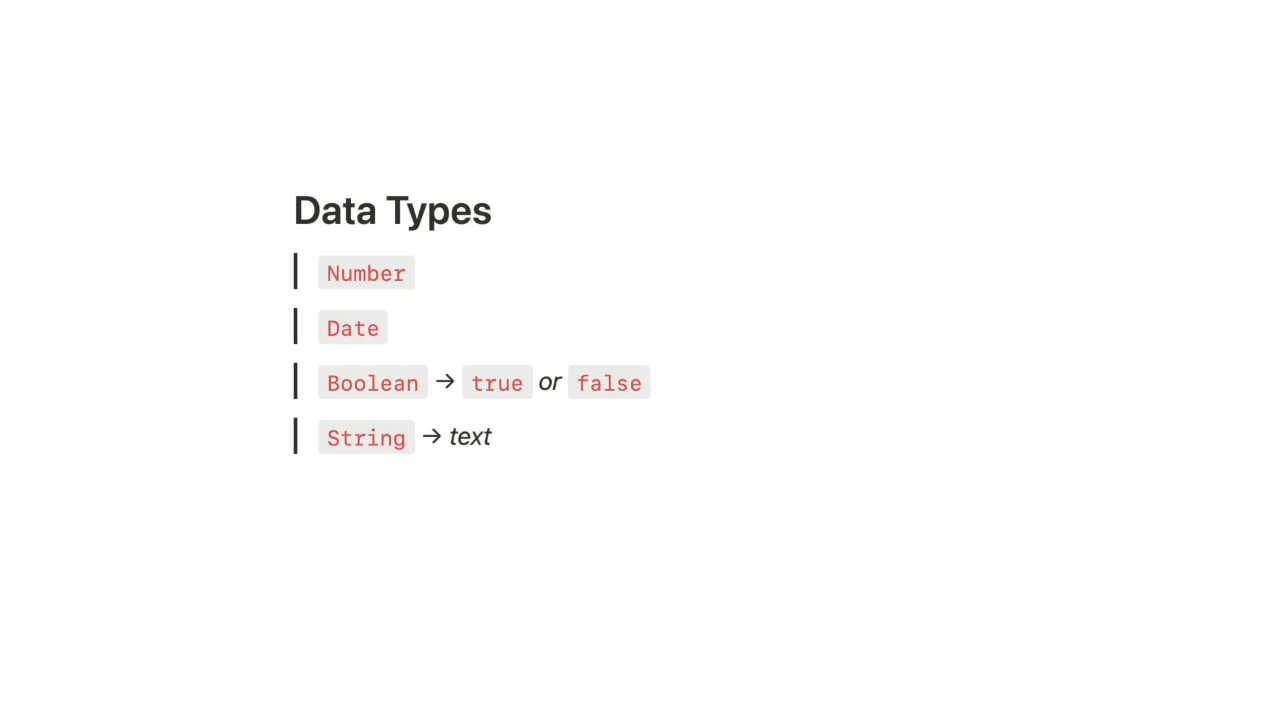 Data Types
Number
Date
Boolean → true or false
String → text